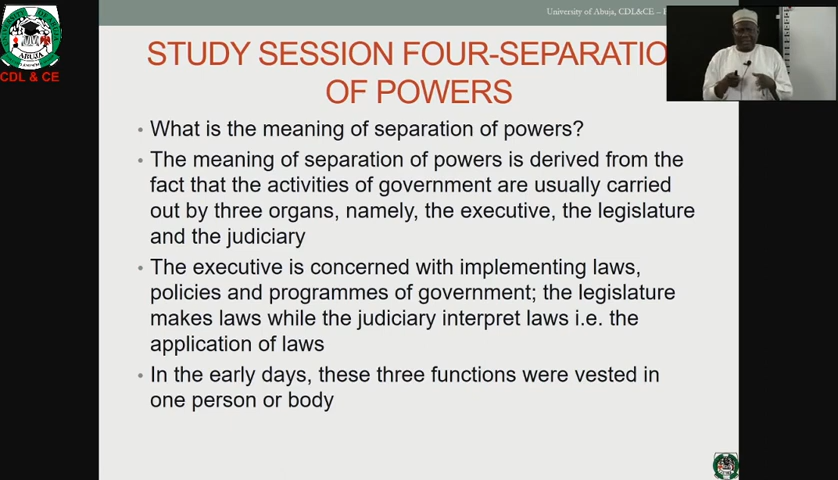 University of Abuja, CDL&CE –
CDL & CE
STUDY SESSION FOUR-SEPARATIO
OF POWERS
• What is the meaning of separation of powers?
• The meaning of separation of powers is derived from the
fact that the activities of government are usually carried
out by three organs, namely, the executive, the legislature
and the judiciary
• The executive is concerned with implementing laws,
policies and programmes of government; the legislature
makes laws while the judiciary interpret laws i.e. the
application of laws
• In the early days, these three functions were vested in
one person or body